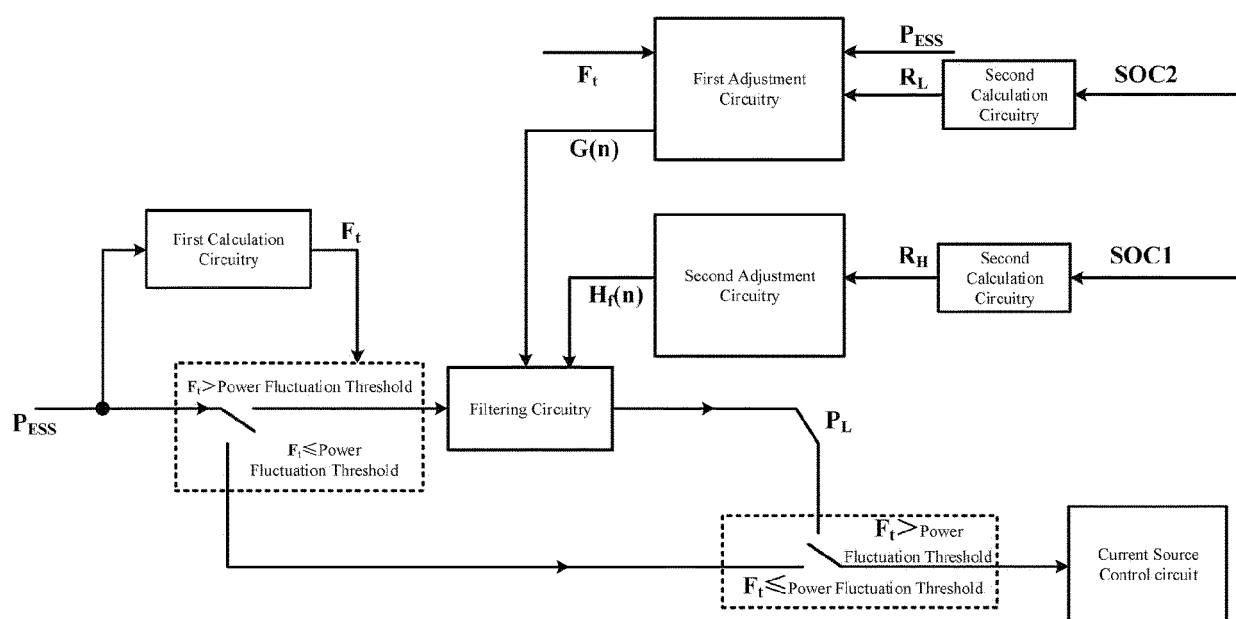 P_ESS
F_t
First Adjustment
Circuitry
R_L
Second
Calculation
Circuitry
SOC2
G(n)
First Calculation
Circuitry
F_t
Second Adjustment
Circuitry
R_H
Second
Calculation
Circuitry
SOC1
H_f(n)
F_t>Power Fluctuation Threshold
P_ESS
F_t≤Power
Fluctuation Threshold
Filtering Circuitry
P_L
F_t>Power
Fluctuation Threshold
F_t≤Power Fluctuation Threshold
Current Source
Control circuit